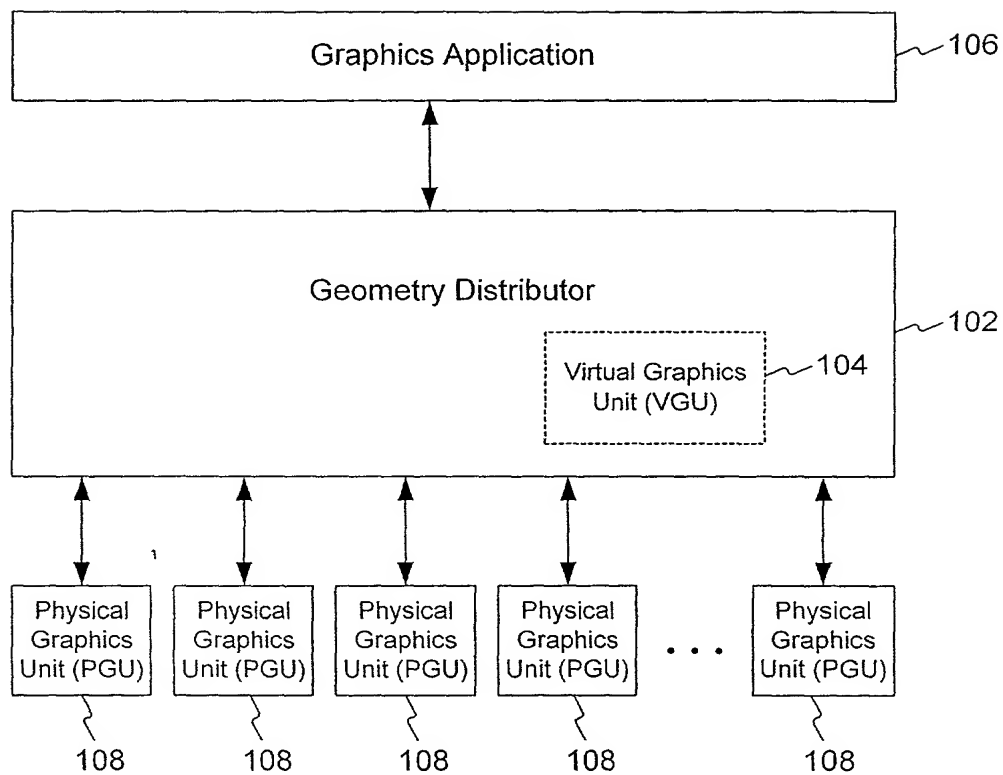 Graphics Application
106
Geometry Distributor
102
Virtual Graphics
Unit (VGU)
104
Physical
Graphics
Unit (PGU)
Physical
Graphics
Unit (PGU)
Physical
Graphics
Unit (PGU)
Physical
Graphics
Unit (PGU)
. . .
Physical
Graphics
Unit (PGU)
108
108
108
108
108